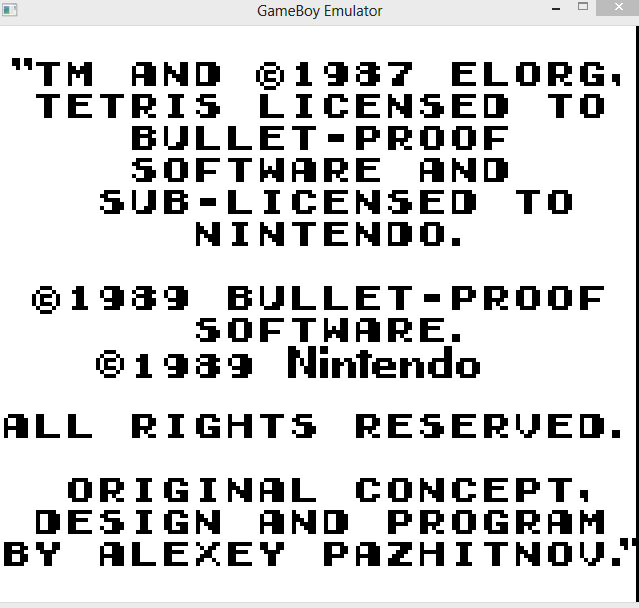 GameBoy Emulator
"TM AND ©1987 ELORG,
TETRIS LICENSED TO
BULLET-PROOF
SOFTWARE AND
SUB-LICENSED TO
NINTENDO.
©1989 BULLET-PROOF
SOFTWARE.
©1989 Nintendo
ALL RIGHTS RESERVED.
ORIGINAL CONCEPT,
DESIGN AND PROGRAM
BY ALEXEY PAZHITNOV."